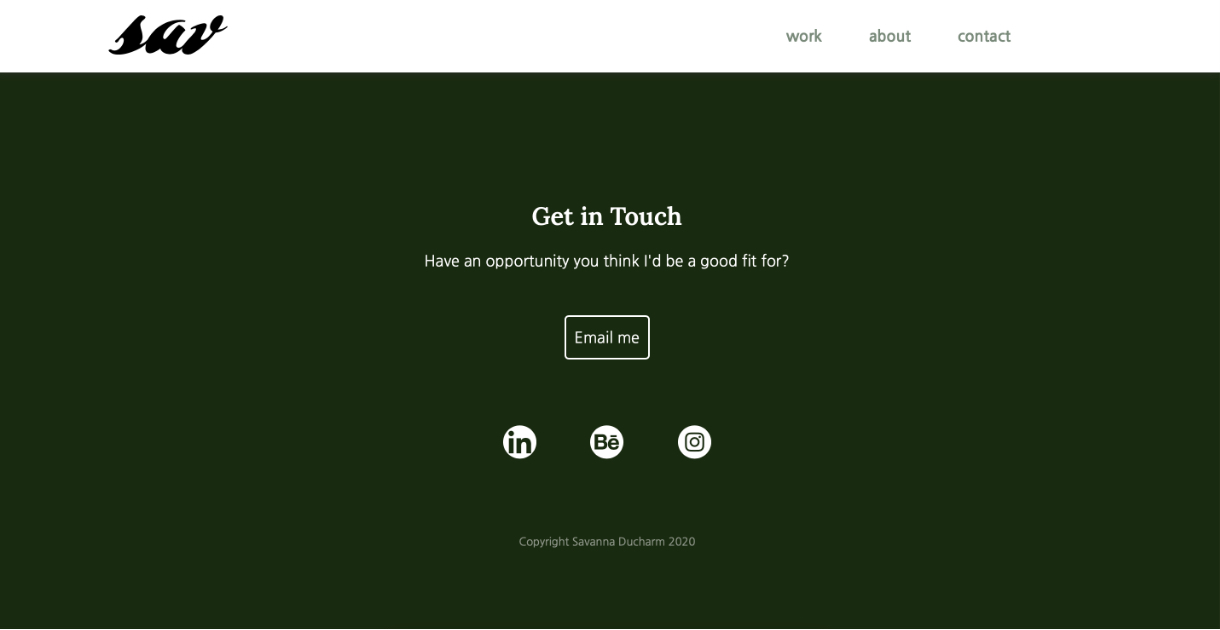 sav
work about contact
Get in Touch
Have an opportunity you think I'd be a good fit for?
Email me
in Bē
Copyright Savanna Ducharm 2020